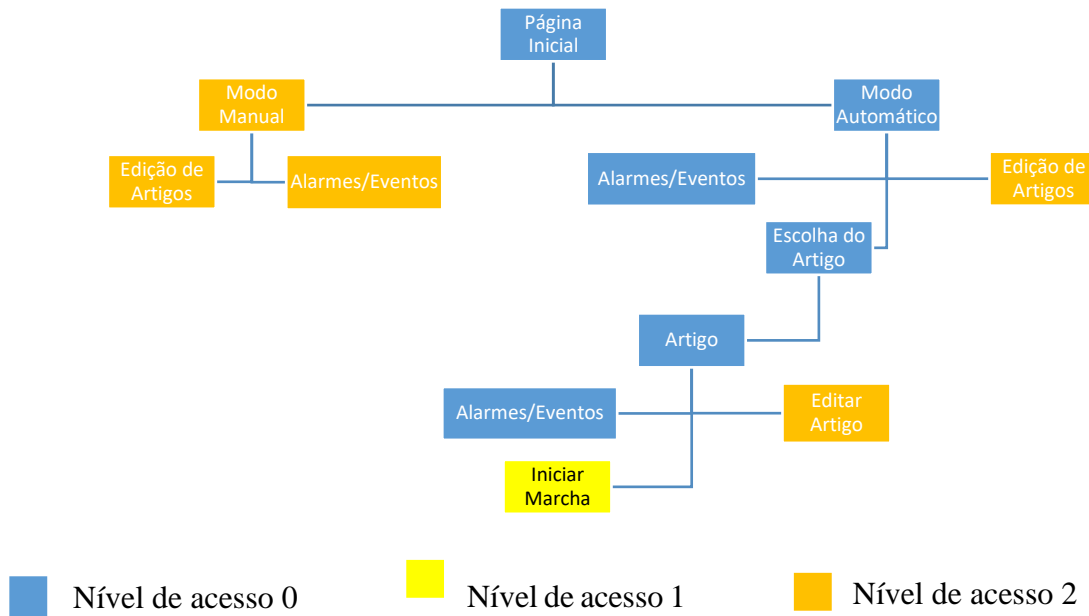 Página
Inicial
Modo
Manual
Modo
Automático
Edição de
Artigos
Alarmes/Eventos
Alarmes/Eventos
Edição de
Artigos
Escolha do
Artigo
Artigo
Alarmes/Eventos
Editar
Artigo
Iniciar
Marcha
Nível de acesso 0
Nível de acesso 1
Nível de acesso 2